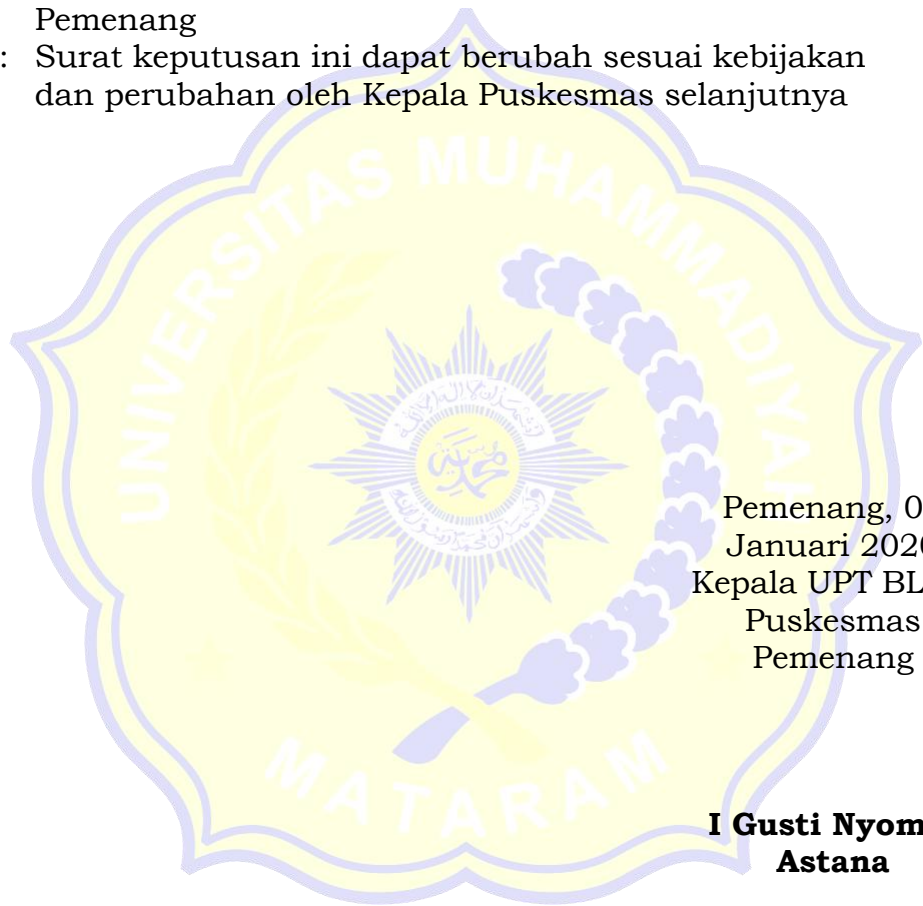 Pemenang
: Surat keputusan ini dapat berubah sesuai kebijakan
dan perubahan oleh Kepala Puskesmas selanjutnya
UNIVERSITAS MUHAMMADIYAH
MATARAM
Pemenang, 0
Januari 2020
Kepala UPT BL
Puskesmas
Pemenang
I Gusti Nyom
Astana